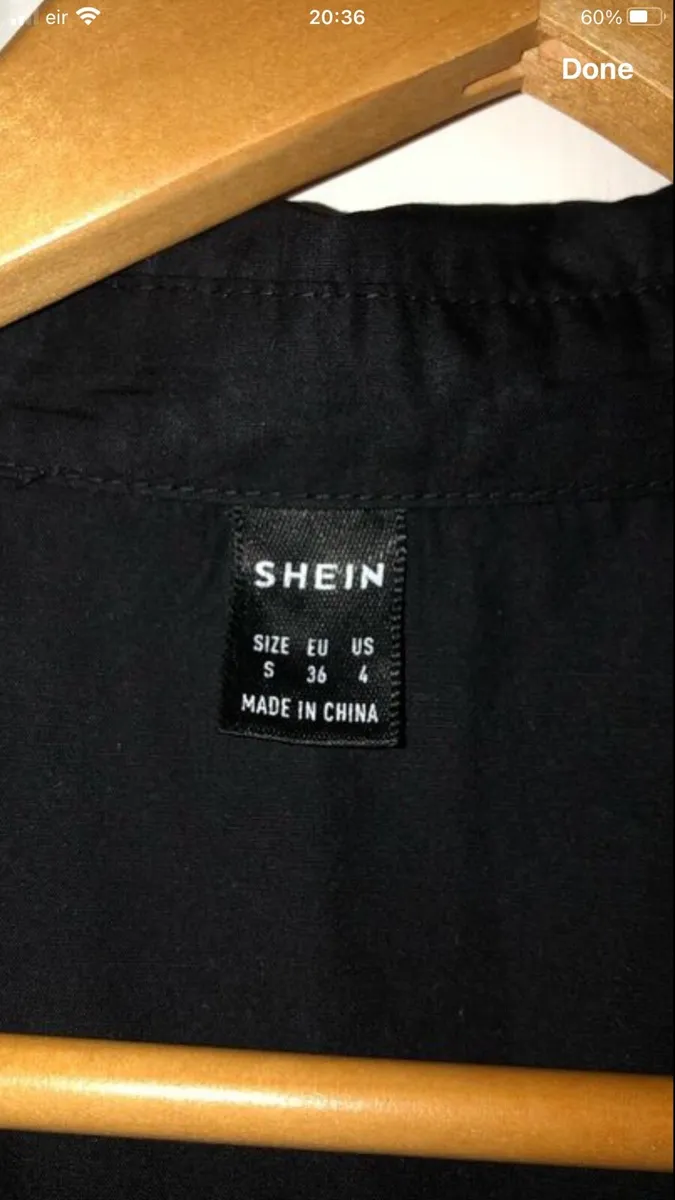 eir 20:36 60%
Done
SHEIN
SIZE EU US
S 36 4
MADE IN CHINA